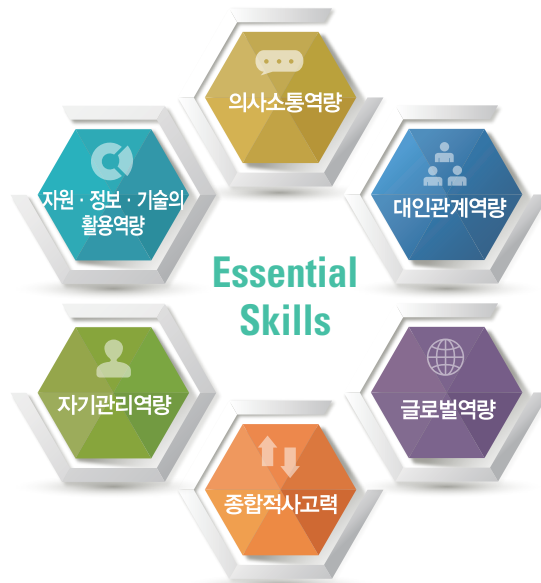 의사소통역량
자원 · 정보 · 기술의
활용역량
대인관계역량
Essential
Skills
자기관리역량
글로벌역량
종합적사고력